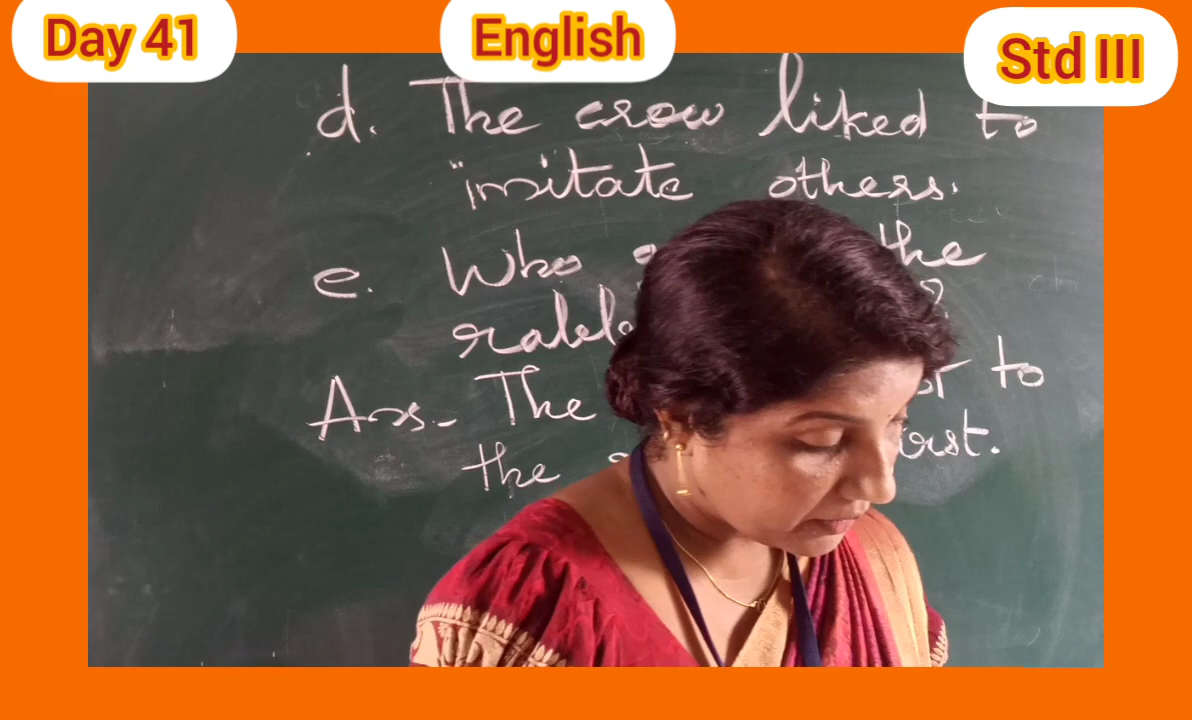 Day 41
English
Std III
d. The crow liked to
imitate others.
e. Who the
Ans- The to
the